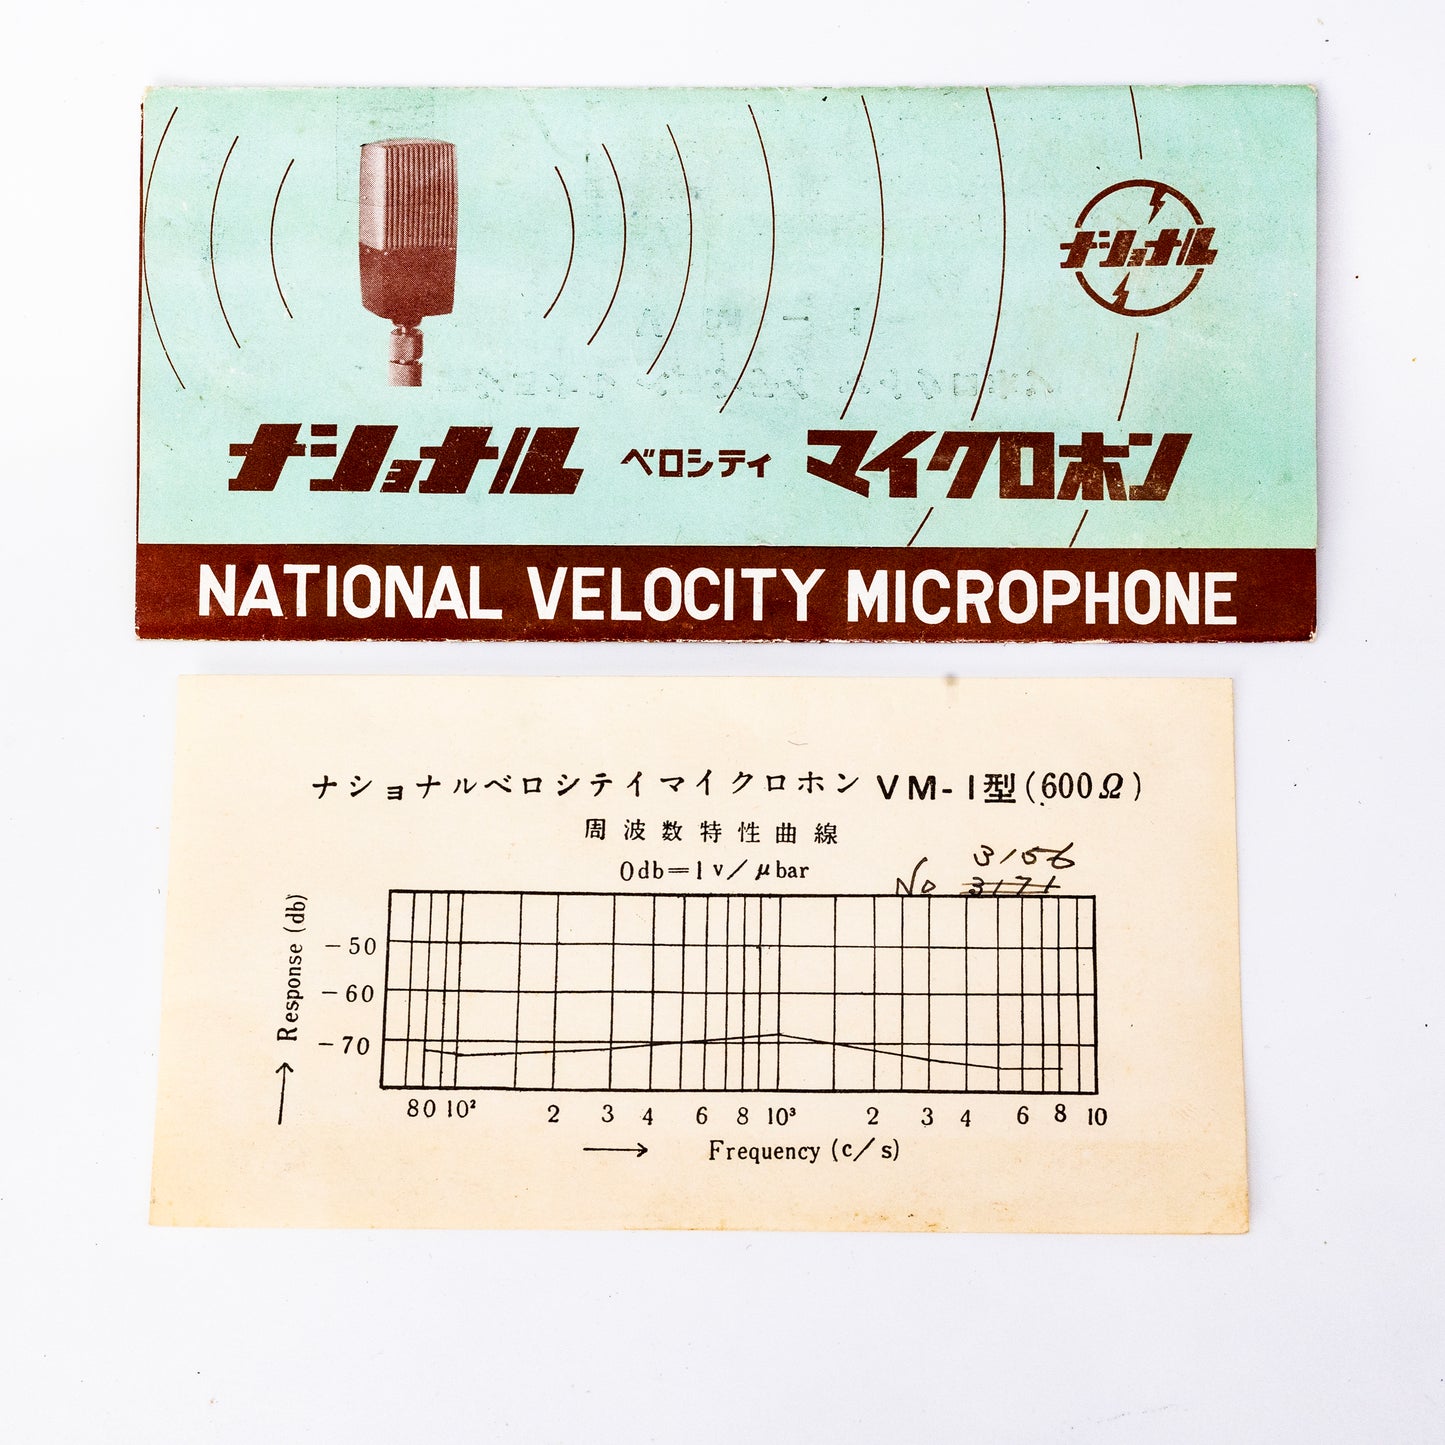 ナショナル
ナショナル ベロシティ マイクロホン
NATIONAL VELOCITY MICROPHONE
ナショナルベロシテイマイクロホン VM-1型(600Ω)
周波数特性曲線
0db=1v/μbar
3156
No 3171
Response (db)
-50
-60
-70
80 10² 2 3 4 6 8 10³ 2 3 4 6 8 10
Frequency (c/s)